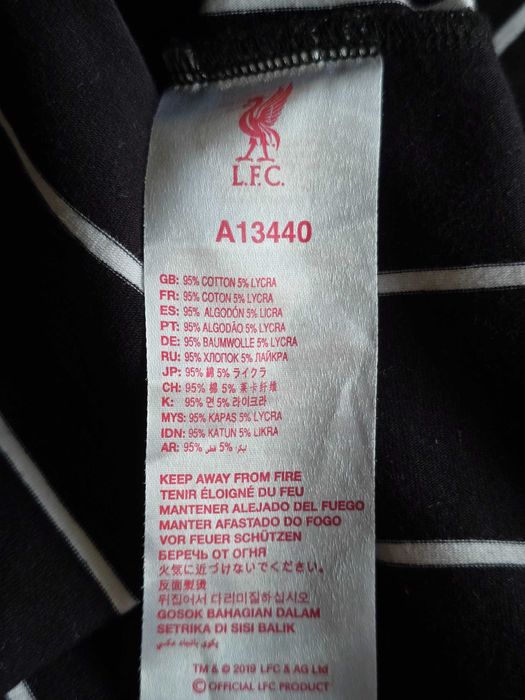 L.F.C.
A13440
GB: 95% COTTON 5% LYCRA
FR: 95% COTON 5% LYCRA
ES: 95% ALGODÓN 5% LICRA
PT: 95% ALGODÃO 5% LYCRA
DE: 95% BAUMWOLLE 5% LYCRA
RU: 95% ХЛОПОК 5% ЛАЙКРА
JP: 95% 綿 5% ライクラ
CH: 95% 棉 5% 莱卡纤维
K: 95% 면 5% 라이크라
MYS: 95% KAPAS 5% LYCRA
IDN: 95% KATUN 5% LIKRA
AR: 95% قطن 5%
KEEP AWAY FROM FIRE
TENIR ÉLOIGNÉ DU FEU
MANTENER ALEJADO DEL FUEGO
MANTER AFASTADO DO FOGO
VOR FEUER SCHÜTZEN
БЕРЕЧЬ ОТ ОГНЯ
火気に近づけないでください。
反面熨烫
뒤집어서 다리미질하십시오
GOSOK BAHAGIAN DALAM
SETRIKA DI SISI BALIK
TM & © 2019 LFC & AG Ltd
© OFFICIAL LFC PRODUCT